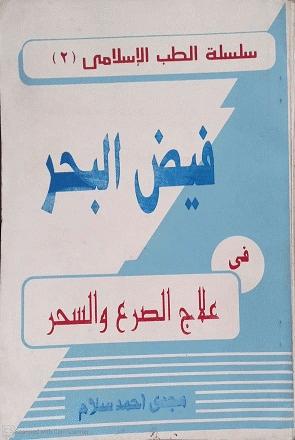 سلسلة الطب الإسلامى (٢)
فيض البحر
فى
علاج الصرع والسحر
مجدى احمد سلام